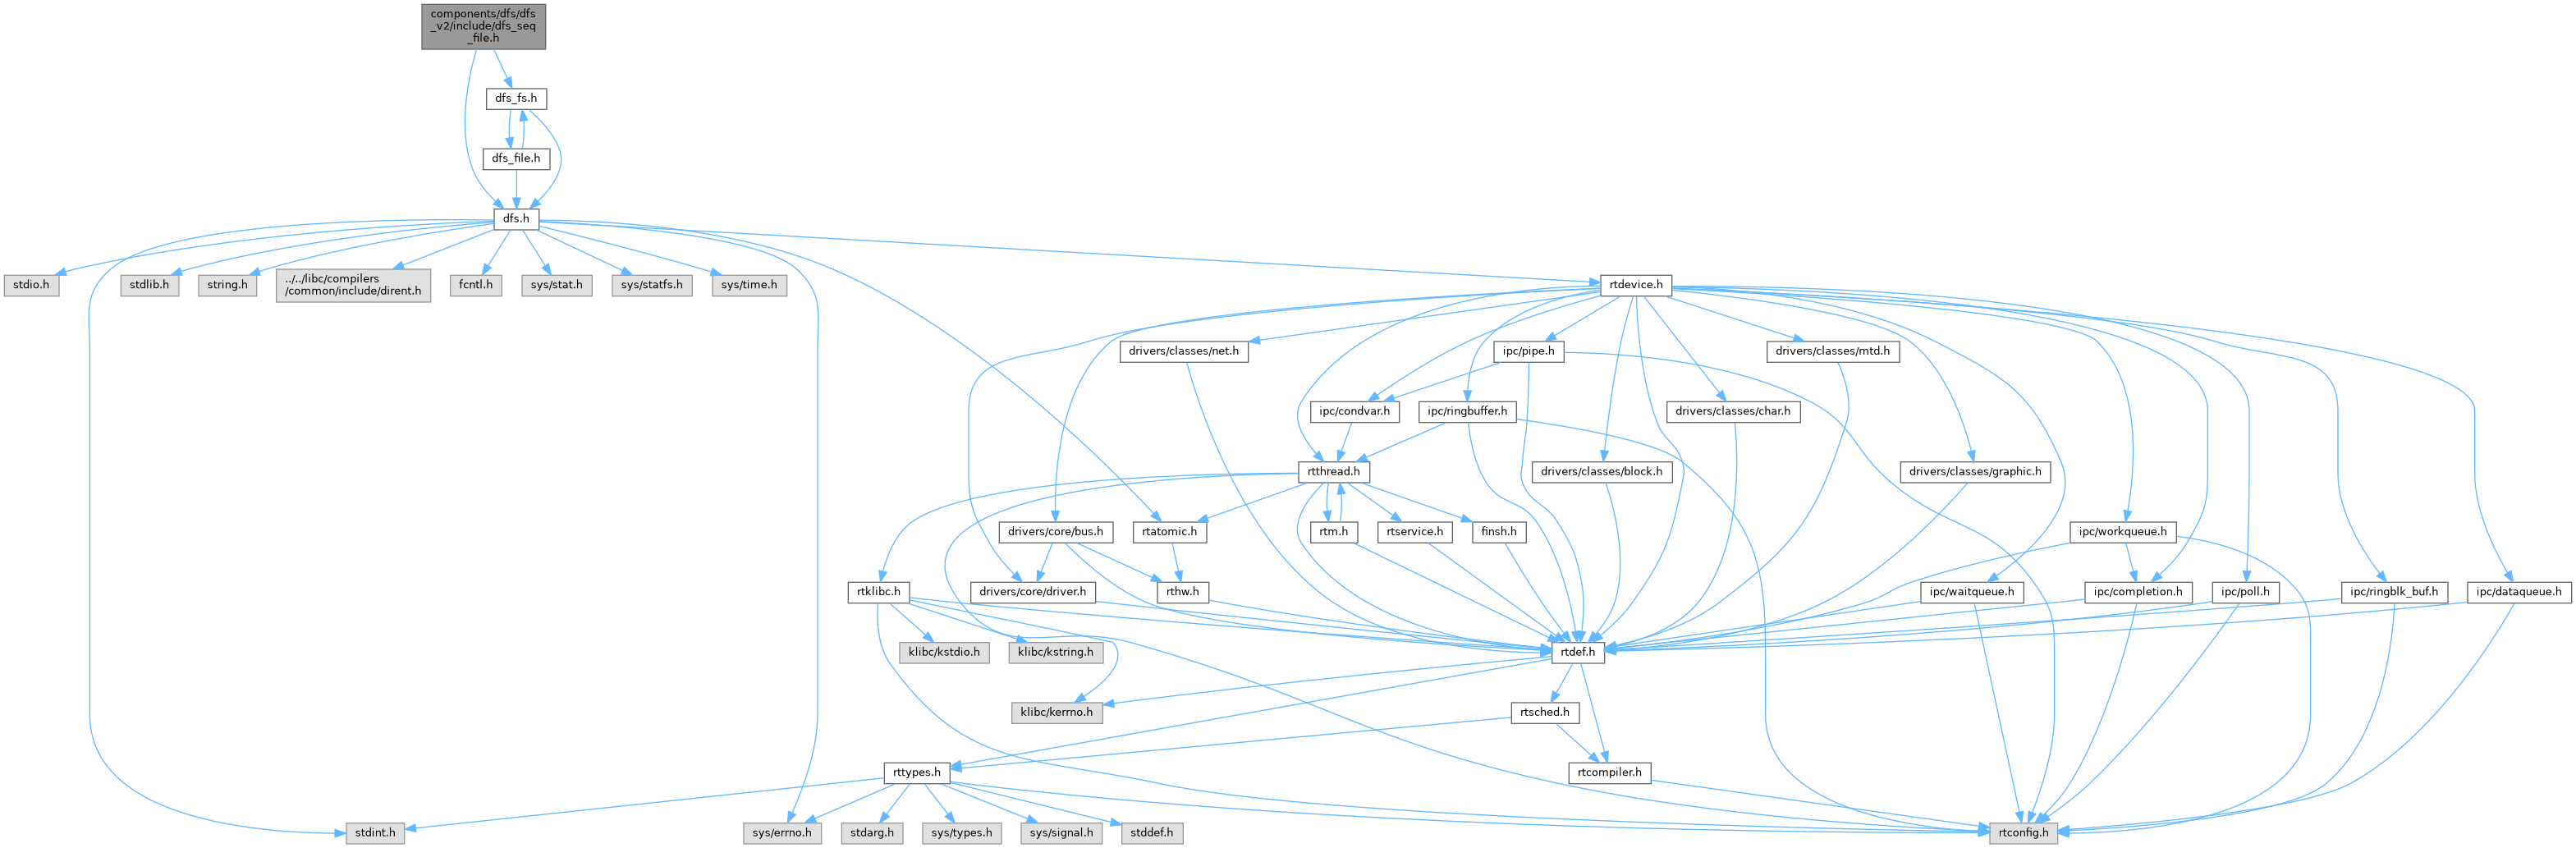 components/dfs/dfs
_v2/include/dfs_seq
_file.h
dfs_fs.h
dfs_file.h
dfs.h
stdio.h
stdlib.h
string.h
../../libc/compilers
/common/include/dirent.h
fcntl.h
sys/stat.h
sys/statfs.h
sys/time.h
rtdevice.h
drivers/classes/net.h
ipc/pipe.h
drivers/classes/mtd.h
ipc/condvar.h
ipc/ringbuffer.h
drivers/classes/char.h
rtthread.h
drivers/classes/block.h
drivers/classes/graphic.h
drivers/core/bus.h
rtatomic.h
rtm.h
rtservice.h
finsh.h
ipc/workqueue.h
rtklibc.h
drivers/core/driver.h
rthw.h
ipc/waitqueue.h
ipc/completion.h
ipc/poll.h
ipc/ringblk_buf.h
ipc/dataqueue.h
klibc/kstdio.h
klibc/kstring.h
rtdef.h
klibc/kerrno.h
rtsched.h
rttypes.h
rtcompiler.h
stdint.h
sys/errno.h
stdarg.h
sys/types.h
sys/signal.h
stddef.h
rtconfig.h